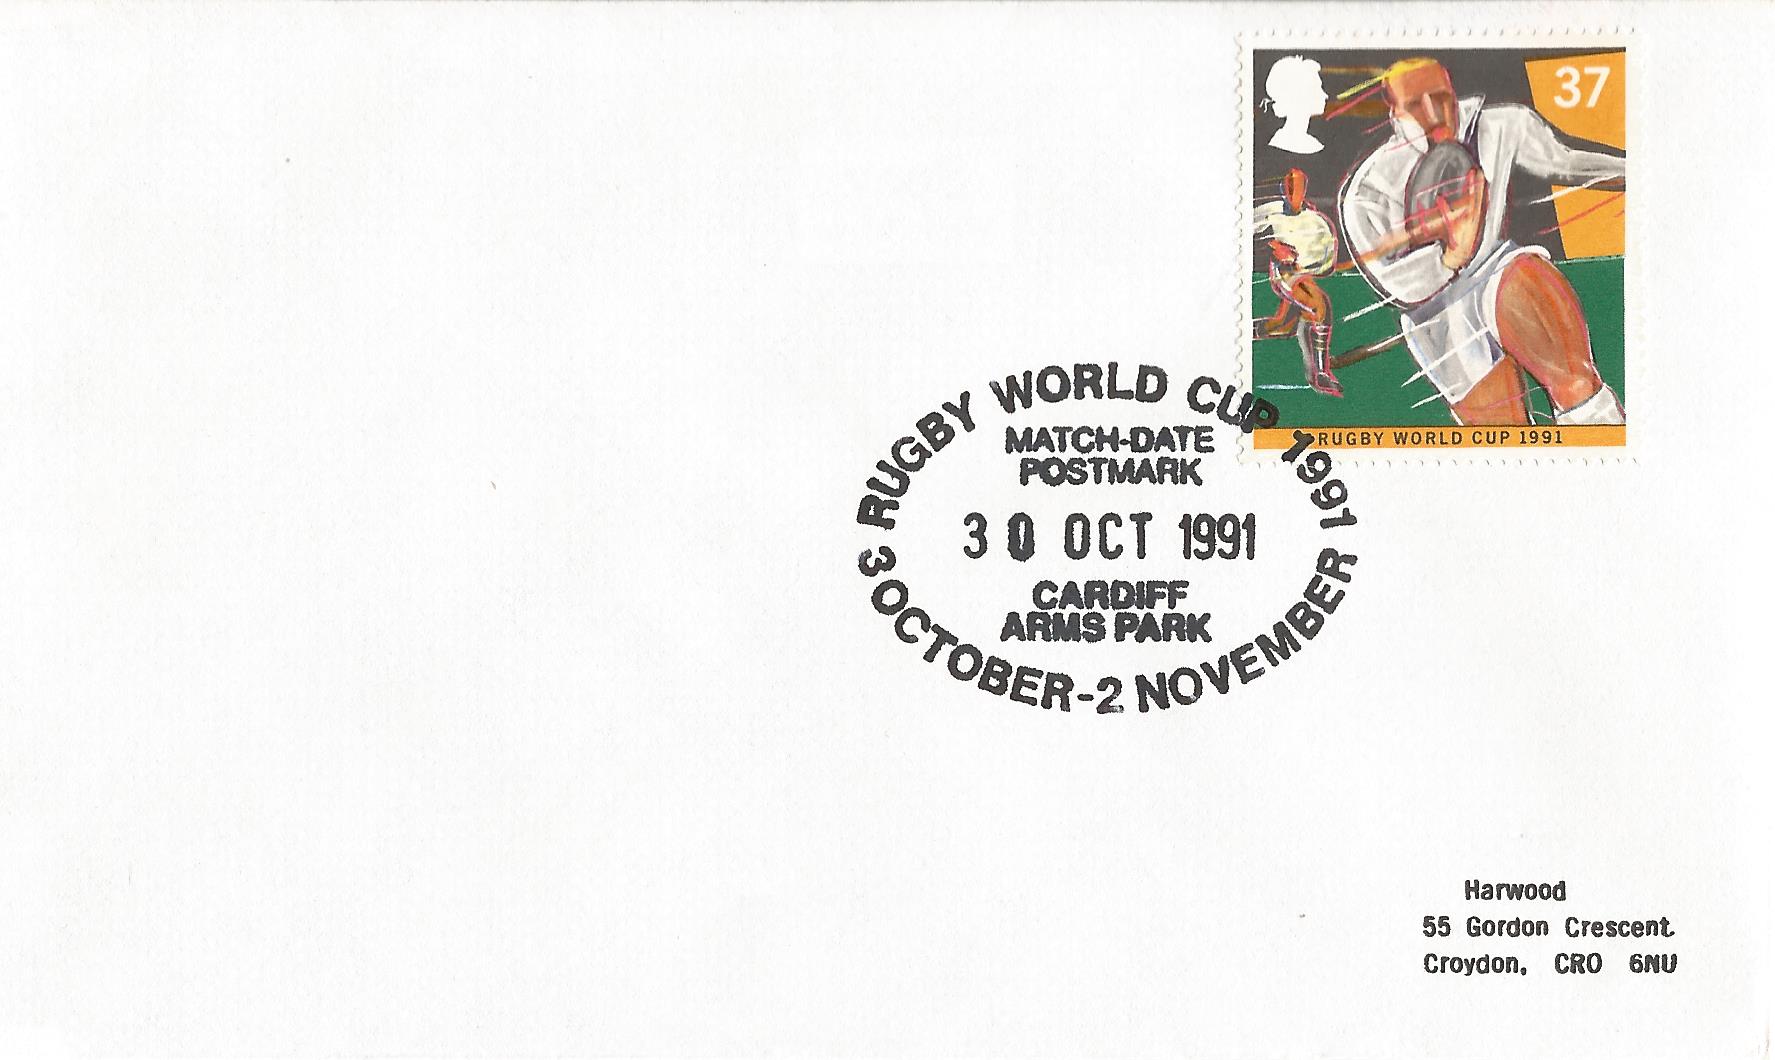 37
RUGBY WORLD CUP 1991
RUGBY WORLD CUP 1991
MATCH-DATE
POSTMARK
30 OCT 1991
CARDIFF
ARMS PARK
3 OCTOBER-2 NOVEMBER
Harwood
55 Gordon Crescent.
Croydon, CRO 6NU